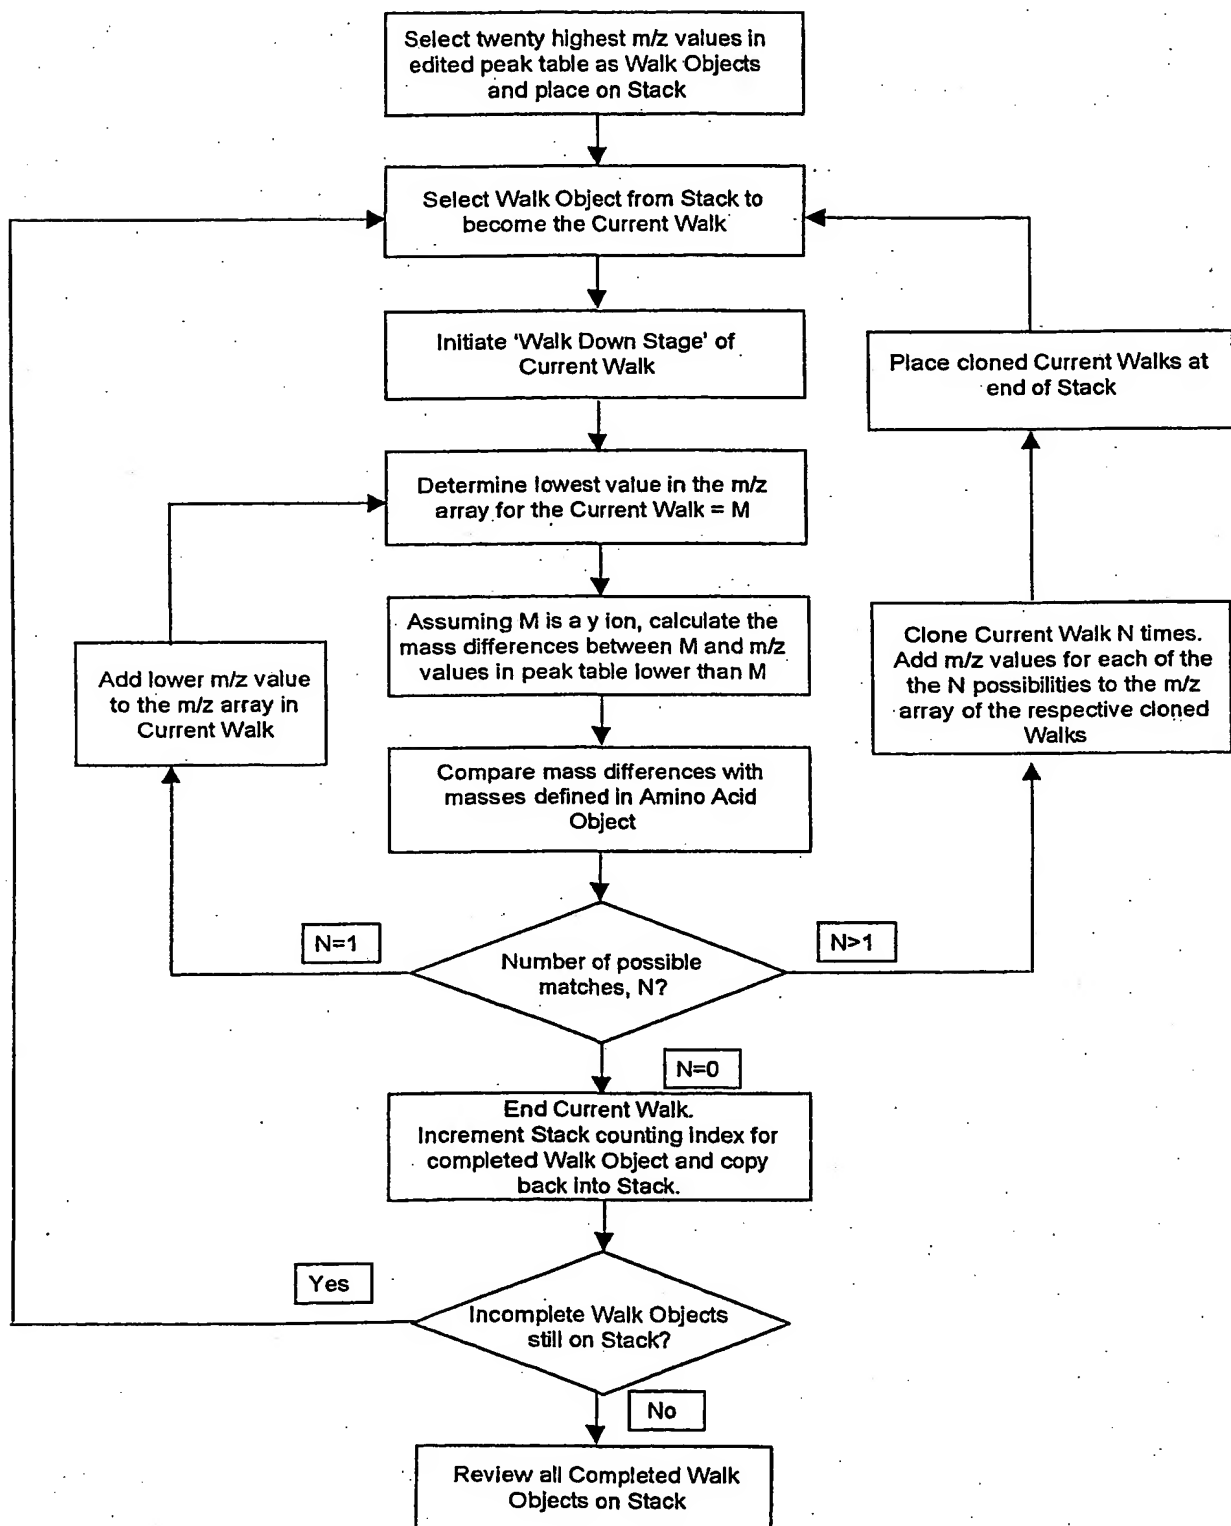 Select twenty highest m/z values in
edited peak table as Walk Objects
and place on Stack
Select Walk Object from Stack to
become the Current Walk
Initiate 'Walk Down Stage' of
Current Walk
Place cloned Current Walks at
end of Stack
Determine lowest value in the m/z
array for the Current Walk = M
Assuming M is a y ion, calculate the
mass differences between M and m/z
values in peak table lower than M
Add lower m/z value
to the m/z array in
Current Walk
Clone Current Walk N times.
Add m/z values for each of the
the N possibilities to the m/z
array of the respective cloned
Walks
Compare mass differences with
masses defined in Amino Acid
Object
N=1
N>1
Number of possible
matches, N?
N=0
End Current Walk.
Increment Stack counting index for
completed Walk Object and copy
back into Stack.
Yes
Incomplete Walk Objects
still on Stack?
No
Review all Completed Walk
Objects on Stack